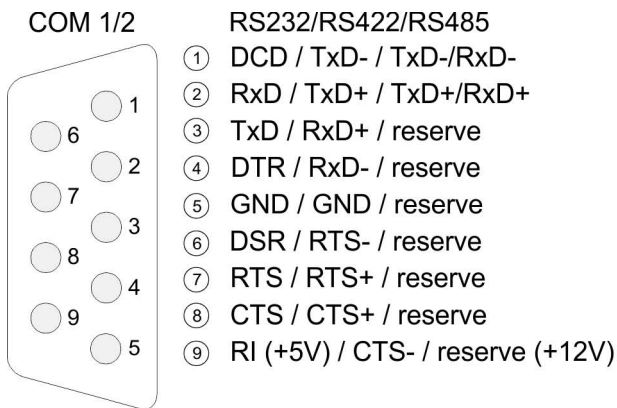 COM 1/2
RS232/RS422/RS485
1 DCD / TxD- / TxD-/RxD-
2 RxD / TxD+ / TxD+/RxD+
3 TxD / RxD+ / reserve
4 DTR / RxD- / reserve
5 GND / GND / reserve
6 DSR / RTS- / reserve
7 RTS / RTS+ / reserve
8 CTS / CTS+ / reserve
9 RI (+5V) / CTS- / reserve (+12V)
1
6
2
7
3
8
4
9
5